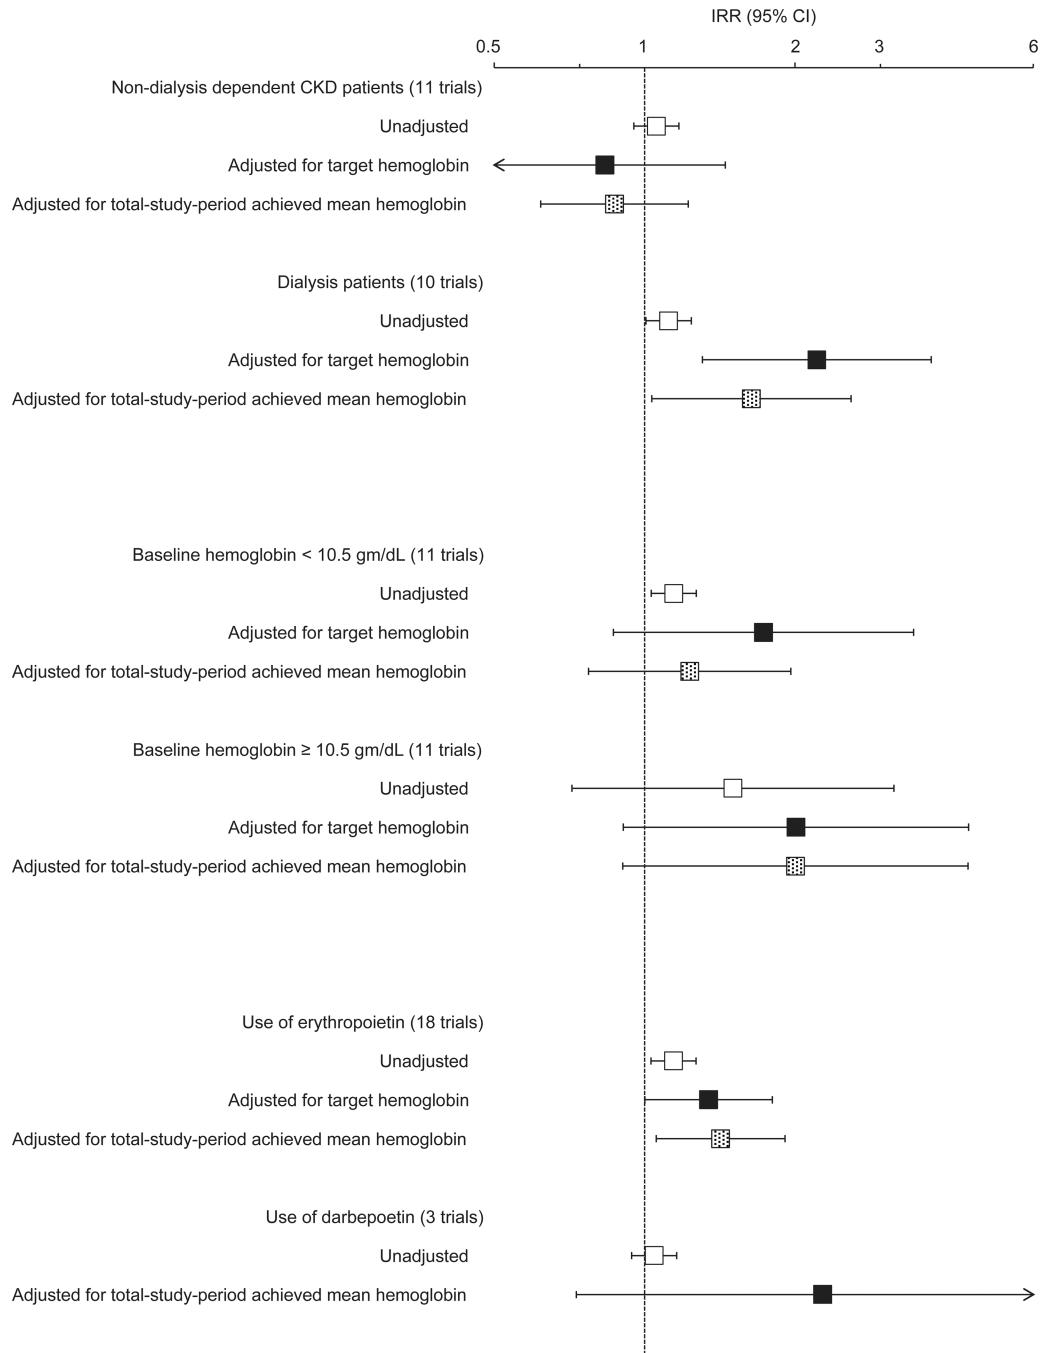 IRR (95% CI)
0.5 1 2 3 6
Non-dialysis dependent CKD patients (11 trials)
Unadjusted
Adjusted for target hemoglobin
Adjusted for total-study-period achieved mean hemoglobin
Dialysis patients (10 trials)
Unadjusted
Adjusted for target hemoglobin
Adjusted for total-study-period achieved mean hemoglobin
Baseline hemoglobin < 10.5 gm/dL (11 trials)
Unadjusted
Adjusted for target hemoglobin
Adjusted for total-study-period achieved mean hemoglobin
Baseline hemoglobin ≥ 10.5 gm/dL (11 trials)
Unadjusted
Adjusted for target hemoglobin
Adjusted for total-study-period achieved mean hemoglobin
Use of erythropoietin (18 trials)
Unadjusted
Adjusted for target hemoglobin
Adjusted for total-study-period achieved mean hemoglobin
Use of darbepoetin (3 trials)
Unadjusted
Adjusted for total-study-period achieved mean hemoglobin